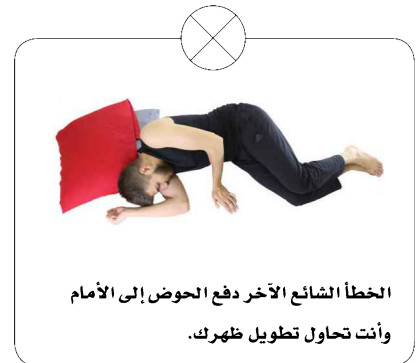 الخطأ الشائع الآخر دفع الحوض إلى الأمام
وأنت تحاول تطويل ظهرك.